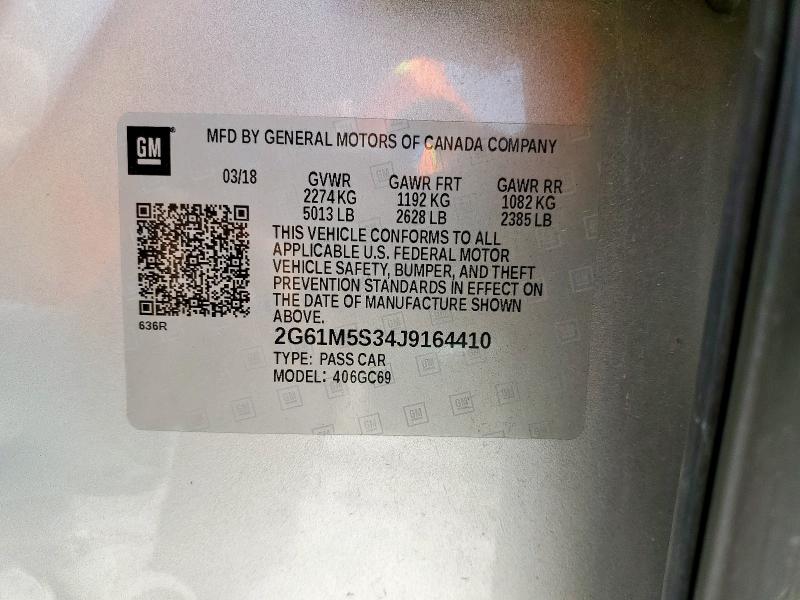 GM
MFD BY GENERAL MOTORS OF CANADA COMPANY
03/18 GVWR GAWR FRT GAWR RR
2274 KG 1192 KG 1082 KG
5013 LB 2628 LB 2385 LB
THIS VEHICLE CONFORMS TO ALL
APPLICABLE U.S. FEDERAL MOTOR
VEHICLE SAFETY, BUMPER, AND THEFT
PREVENTION STANDARDS IN EFFECT ON
THE DATE OF MANUFACTURE SHOWN
ABOVE.
636R
2G61M5S34J9164410
TYPE: PASS CAR
MODEL: 406GC69